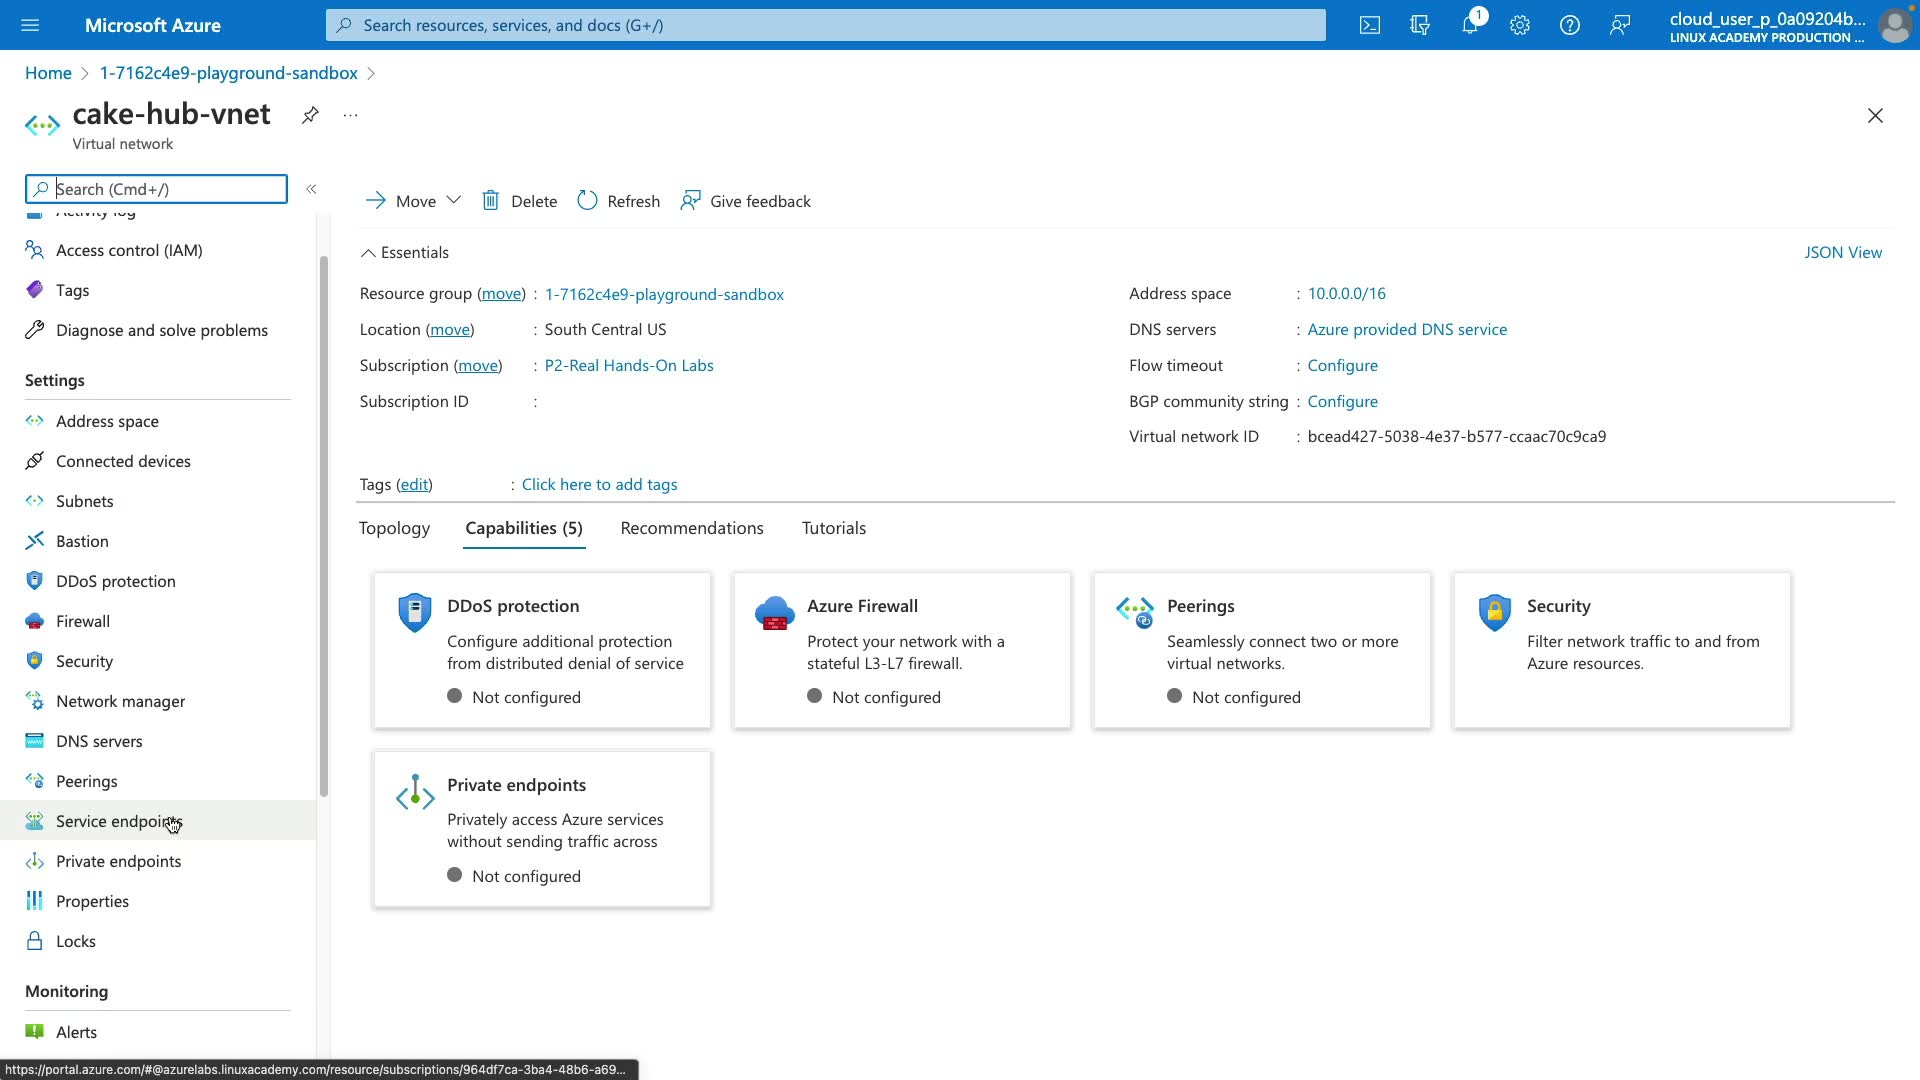 Microsoft Azure
Search resources, services, and docs (G+/)
1
cloud_user_p_0a09204b...
LINUX ACADEMY PRODUCTION ...
Home > 1-7162c4e9-playground-sandbox >
cake-hub-vnet
...
Virtual network
Search (Cmd+/)
«
Move
Delete
Refresh
Give feedback
Activity log
Access control (IAM)
Tags
Diagnose and solve problems
Settings
Address space
Connected devices
Subnets
Bastion
DDoS protection
Firewall
Security
Network manager
DNS servers
Peerings
Service endpoints
Private endpoints
Properties
Locks
Monitoring
Alerts
Essentials
JSON View
Resource group (move) : 1-7162c4e9-playground-sandbox
Location (move) : South Central US
Subscription (move) : P2-Real Hands-On Labs
Subscription ID :
Address space : 10.0.0.0/16
DNS servers : Azure provided DNS service
Flow timeout : Configure
BGP community string : Configure
Virtual network ID : bcead427-5038-4e37-b577-ccaac70c9ca9
Tags (edit) : Click here to add tags
Topology
Capabilities (5)
Recommendations
Tutorials
DDoS protection
Configure additional protection
from distributed denial of service
Not configured
Azure Firewall
Protect your network with a
stateful L3-L7 firewall.
Not configured
Peerings
Seamlessly connect two or more
virtual networks.
Not configured
Security
Filter network traffic to and from
Azure resources.
Private endpoints
Privately access Azure services
without sending traffic across
Not configured
https://portal.azure.com/#@azurelabs.linuxacademy.com/resource/subscriptions/964df7ca-3ba4-48b6-a69...